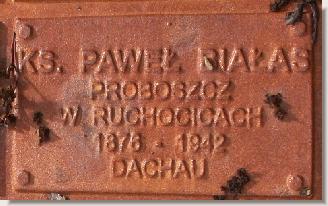 KS. PAWEŁ BIAŁAS
PROBOSZCZ
W RUCHOCICACH
1876 - 1942
DACHAU